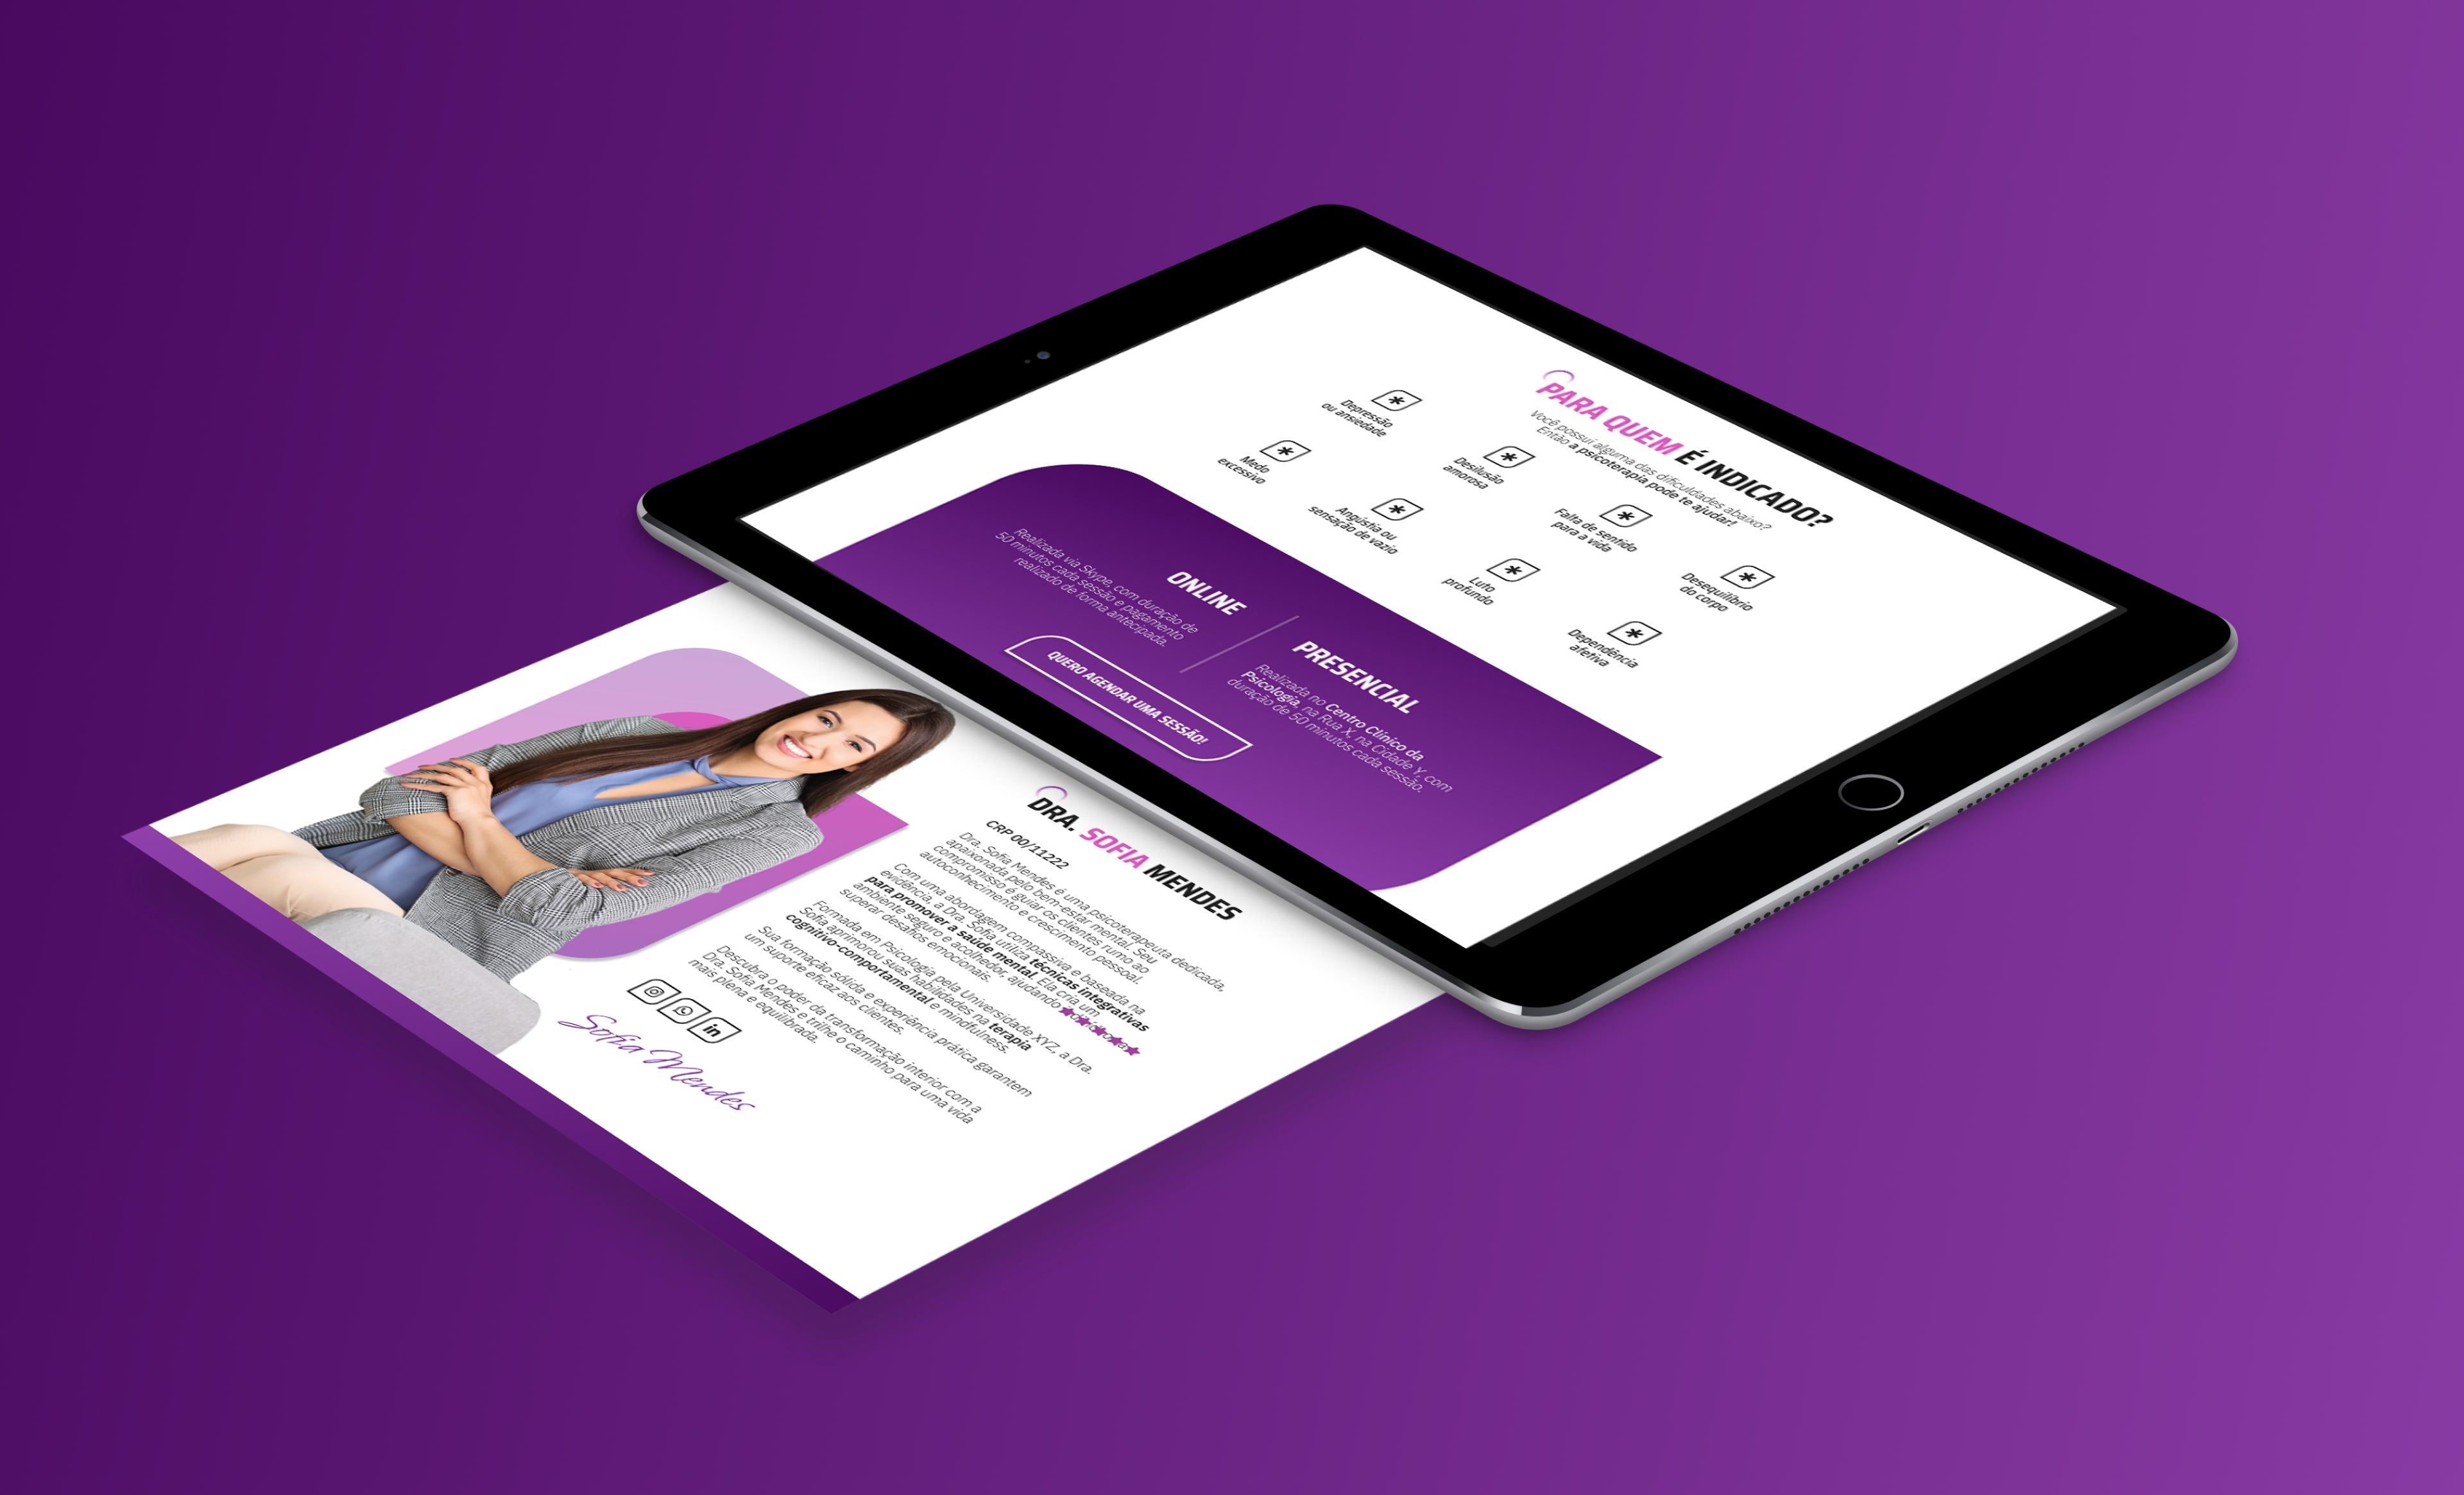 PARA QUEM É INDICADO?
Você possui alguma das dificuldades abaixo?
Então a psicoterapia pode te ajudar!
Depressão
ou ansiedade
Desilusão
amorosa
Falta de sentido
para a vida
Desequilíbrio
do corpo
Medo
excessivo
Angústia ou
sensação de vazio
Luto
profundo
Dependência
afetiva
ONLINE
Realizada via Skype, com duração de
50 minutos cada sessão e pagamento
realizado de forma antecipada.
PRESENCIAL
Realizada no Centro Clínico da
Psicologia, na Rua X, na Cidade Y, com
duração de 50 minutos cada sessão.
QUERO AGENDAR UMA SESSÃO!
DRA. SOFIA MENDES
CRP 00/11222
Dra. Sofia Mendes é uma psicoterapeuta dedicada,
apaixonada pelo bem-estar mental. Seu
compromisso é guiar os clientes rumo ao
autoconhecimento e crescimento pessoal.
Com uma abordagem compassiva e baseada na
evidência, a Dra. Sofia utiliza técnicas integrativas
para promover a saúde mental. Ela cria um
ambiente seguro e acolhedor, ajudando
superar desafios emocionais.
Formada em Psicologia pela Universidade XYZ, a Dra.
Sofia aprimorou suas habilidades na terapia
cognitivo-comportamental e mindfulness.
Sua formação sólida e experiência prática garantem
um suporte eficaz aos clientes.
Descubra o poder da transformação interior com a
Dra. Sofia Mendes e trilhe o caminho para uma vida
mais plena e equilibrada.
in
Sofia Mendes